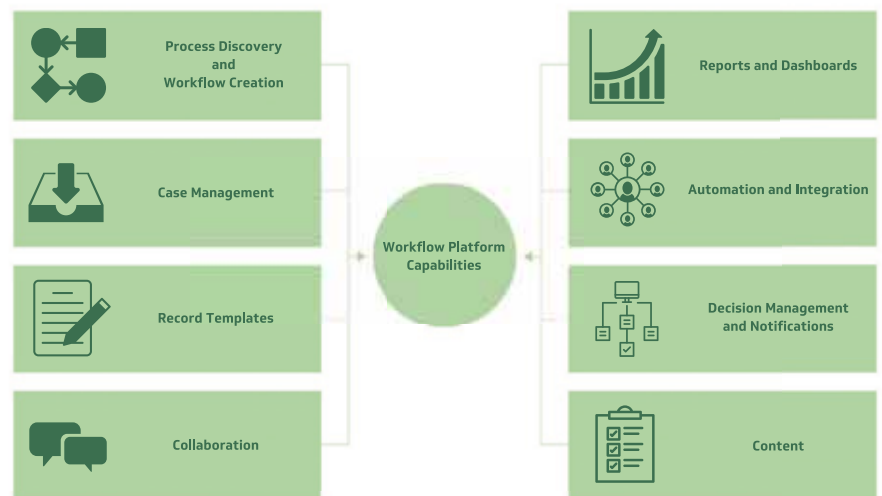 Process Discovery
and
Workflow Creation
Case Management
Record Templates
Collaboration
Workflow Platform
Capabilities
Reports and Dashboards
Automation and Integration
Decision Management
and Notifications
Content